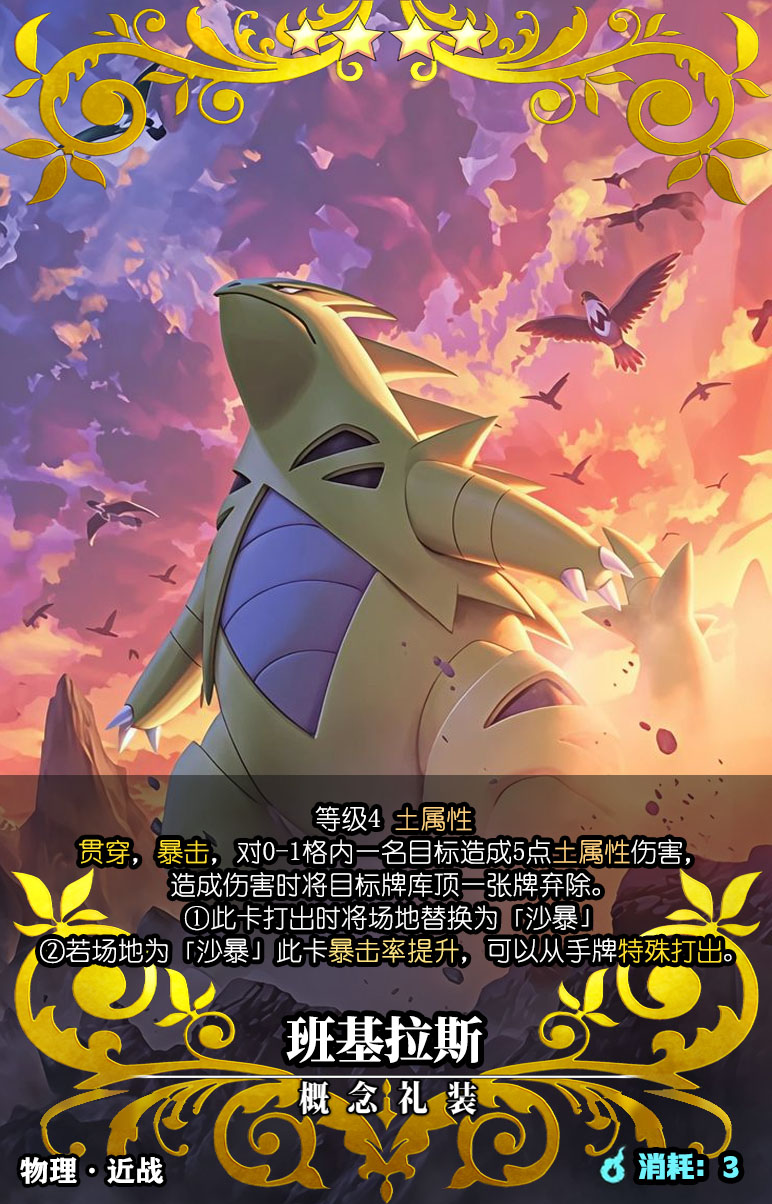 等级4 土属性
贯穿，暴击，对0-1格内一名目标造成5点土属性伤害，
造成伤害时将目标牌库顶一张牌弃除。
①此卡打出时将场地替换为「沙暴」
②若场地为「沙暴」此卡暴击率提升，可以从手牌特殊打出。
班基拉斯
概念礼装
物理·近战
消耗：3